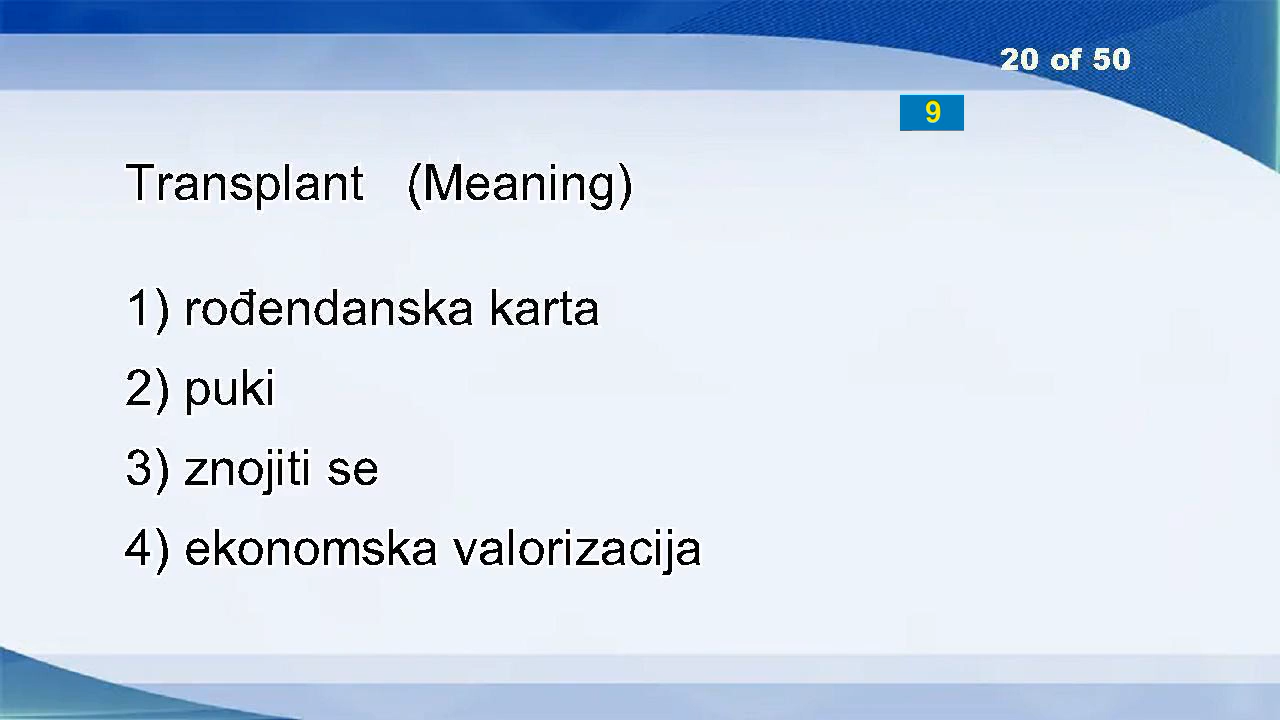 20 of 50
9
Transplant (Meaning)
1) rođendanska karta
2) puki
3) znojiti se
4) ekonomska valorizacija